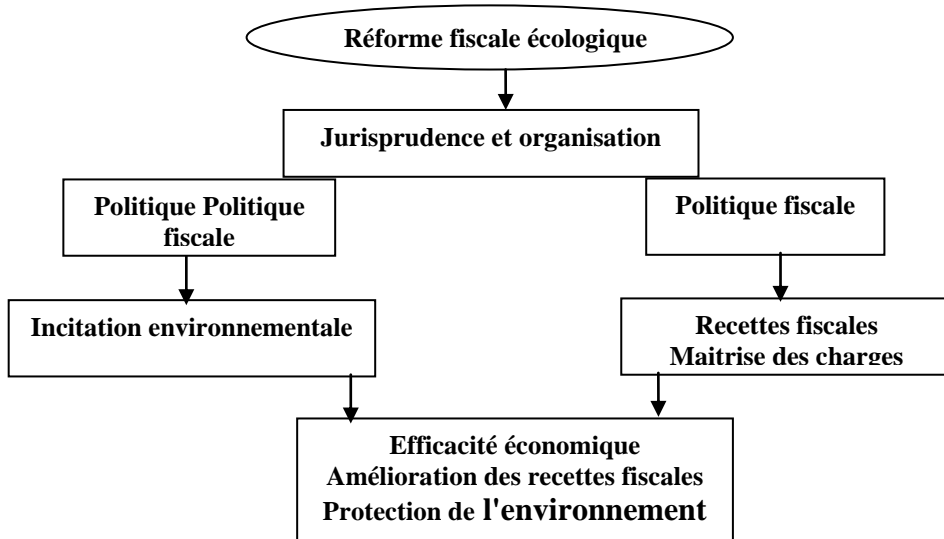 Réforme fiscale écologique
Jurisprudence et organisation
Politique Politique
fiscale
Politique fiscale
Incitation environnementale
Recettes fiscales
Maitrise des charges
Efficacité économique
Amélioration des recettes fiscales
Protection de l'environnement